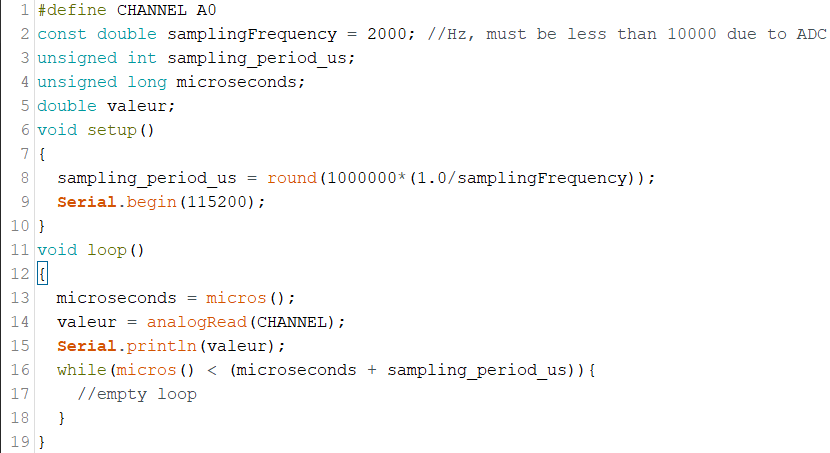 1 #define CHANNEL A0
2 const double samplingFrequency = 2000; //Hz, must be less than 10000 due to ADC
3 unsigned int sampling_period_us;
4 unsigned long microseconds;
5 double valeur;
6 void setup()
7 {
8   sampling_period_us = round(1000000*(1.0/samplingFrequency));
9   Serial.begin(115200);
10 }
11 void loop()
12 {
13   microseconds = micros();
14   valeur = analogRead(CHANNEL);
15   Serial.println(valeur);
16   while(micros() < (microseconds + sampling_period_us)){
17     //empty loop
18   }
19 }